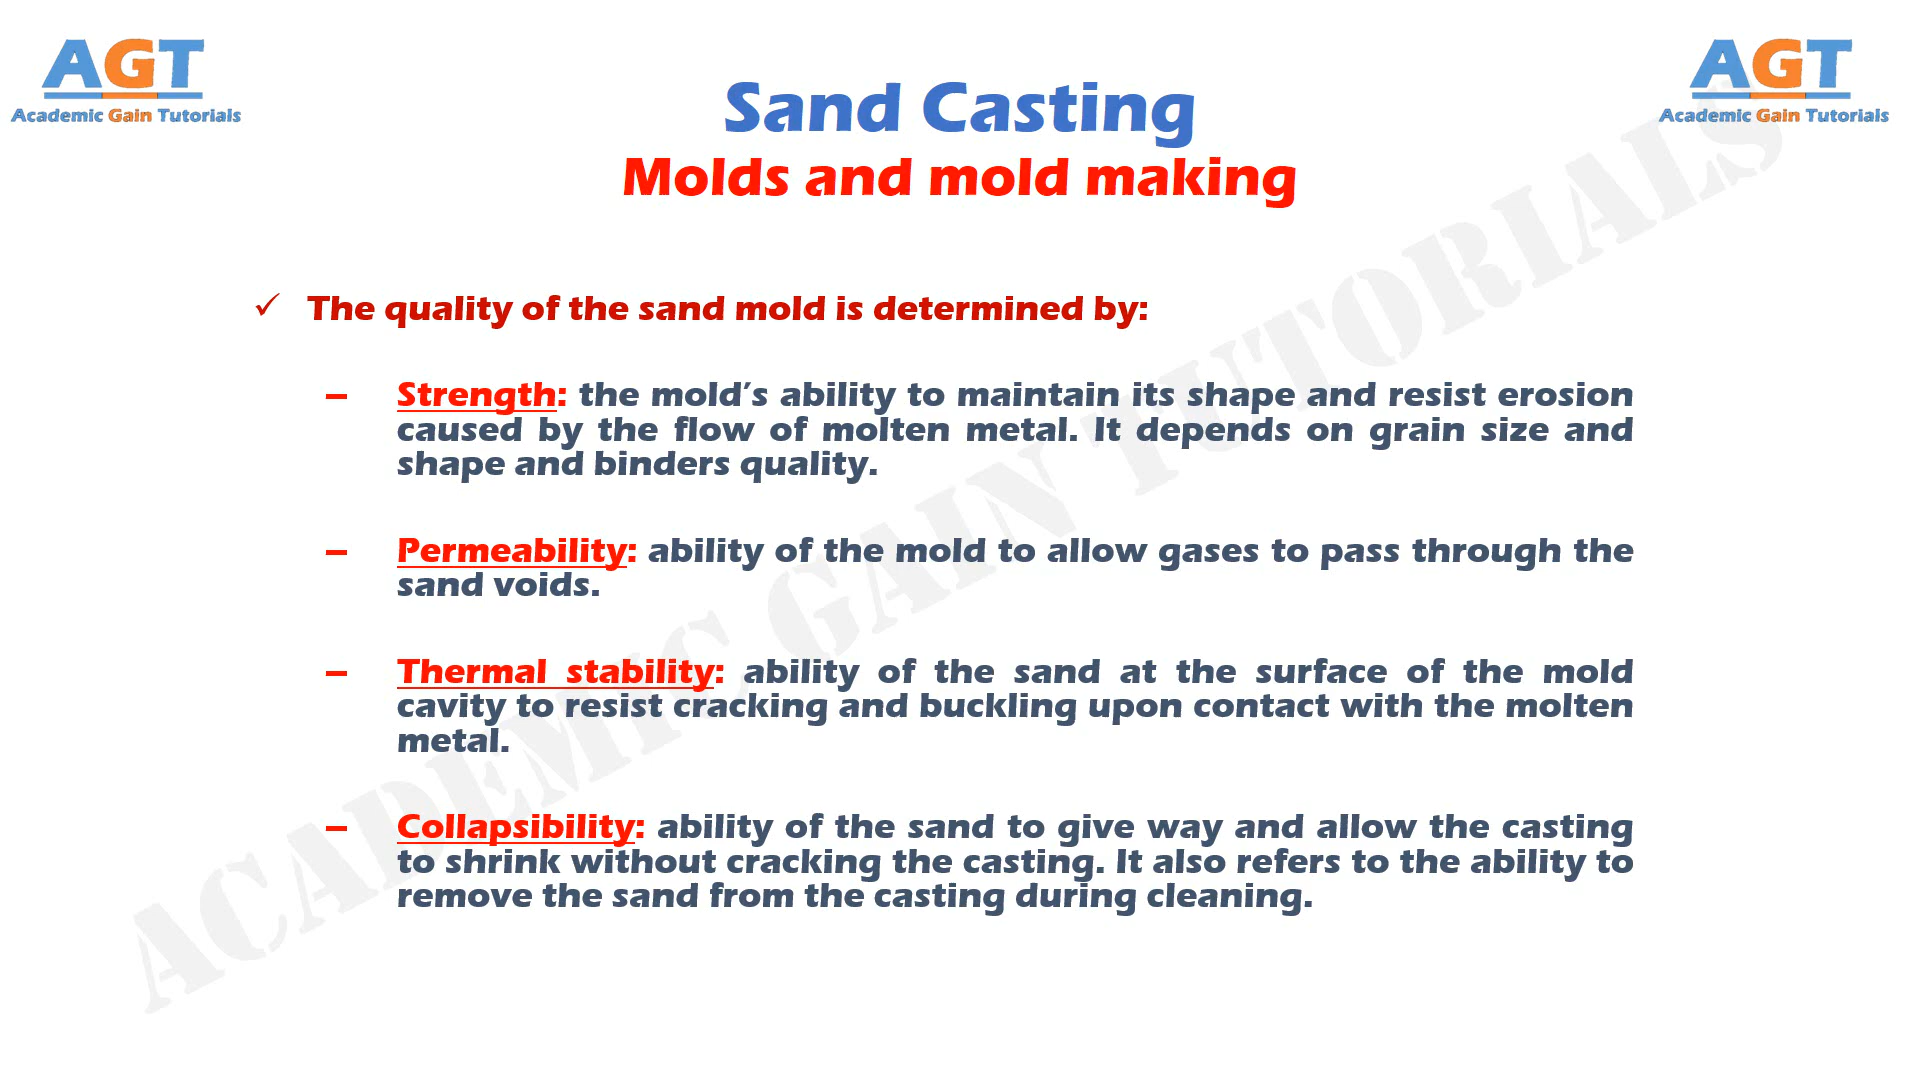 AGT
Academic Gain Tutorials
AGT
Academic Gain Tutorials
Sand Casting
Molds and mold making
✓ The quality of the sand mold is determined by:
– Strength: the mold’s ability to maintain its shape and resist erosion
caused by the flow of molten metal. It depends on grain size and
shape and binders quality.
– Permeability: ability of the mold to allow gases to pass through the
sand voids.
– Thermal stability: ability of the sand at the surface of the mold
cavity to resist cracking and buckling upon contact with the molten
metal.
– Collapsibility: ability of the sand to give way and allow the casting
to shrink without cracking the casting. It also refers to the ability to
remove the sand from the casting during cleaning.
ACADEMIC GAIN TUTORIALS